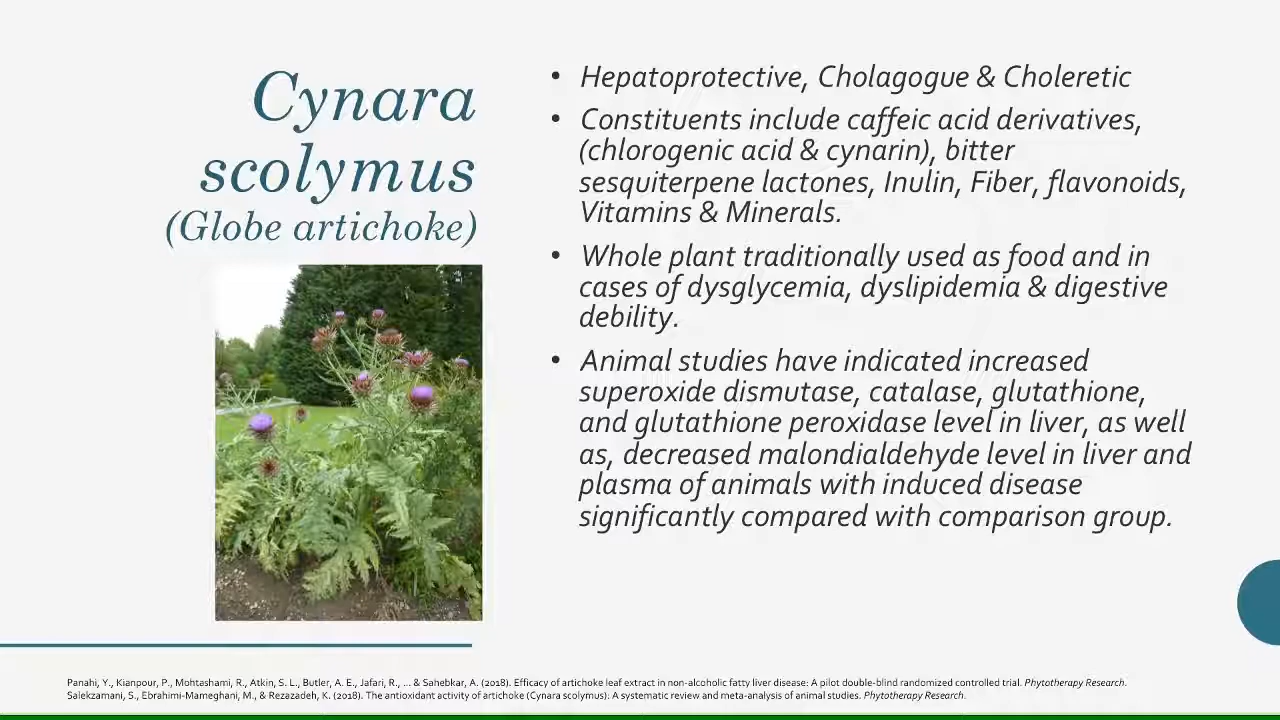 Cynara
scolymus
(Globe artichoke)
• Hepatoprotective, Cholagogue & Choleretic
• Constituents include caffeic acid derivatives,
(chlorogenic acid & cynarin), bitter
sesquiterpene lactones, Inulin, Fiber, flavonoids,
Vitamins & Minerals.
• Whole plant traditionally used as food and in
cases of dysglycemia, dyslipidemia & digestive
debility.
• Animal studies have indicated increased
superoxide dismutase, catalase, glutathione,
and glutathione peroxidase level in liver, as well
as, decreased malondialdehyde level in liver and
plasma of animals with induced disease
significantly compared with comparison group.
Panahi, Y., Kianpour, P., Mohtashami, R., Atkin, S. L., Butler, A. E., Jafari, R., ... & Sahebkar, A. (2018). Efficacy of artichoke leaf extract in non-alcoholic fatty liver disease: A pilot double-blind randomized controlled trial. Phytotherapy Research.
Salekzamani, S., Ebrahimi-Mameghani, M., & Rezazadeh, K. (2018). The antioxidant activity of artichoke (Cynara scolymus): A systematic review and meta-analysis of animal studies. Phytotherapy Research.